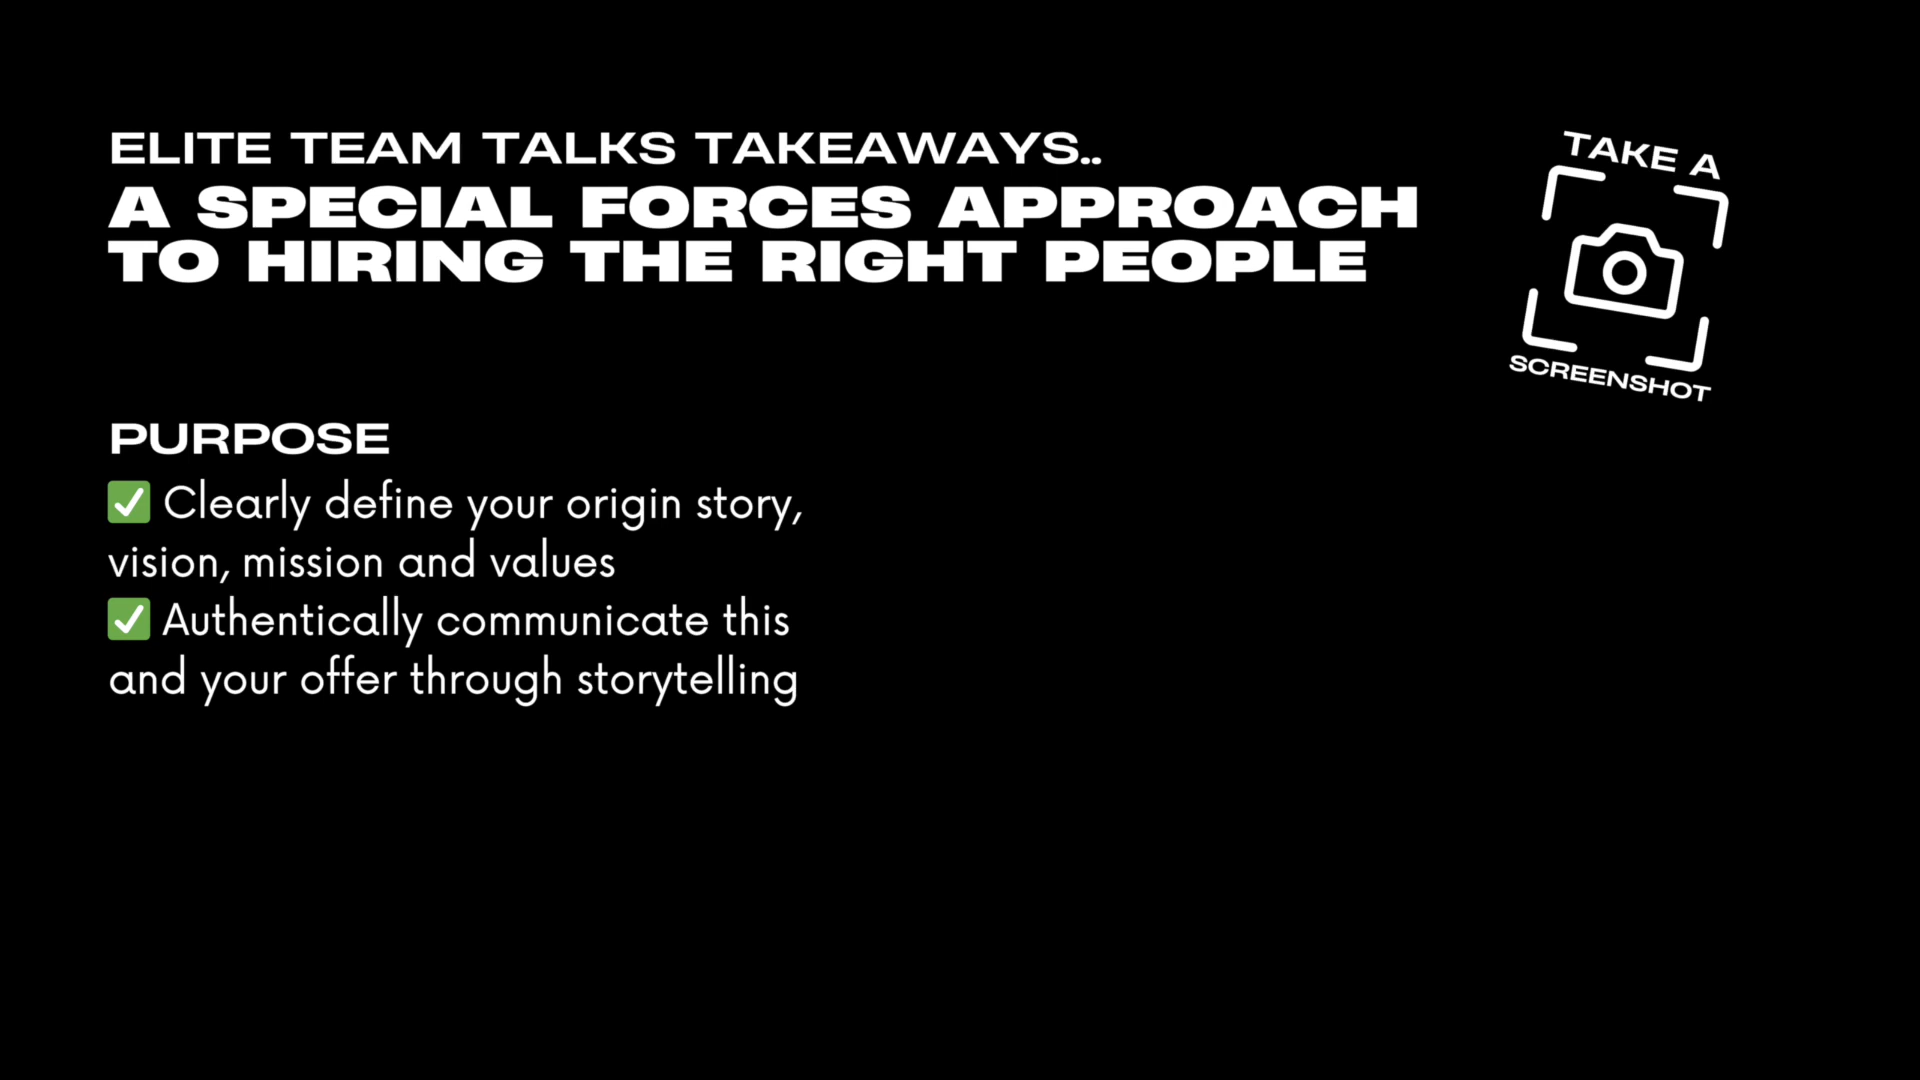 ELITE TEAM TALKS TAKEAWAYS..
A SPECIAL FORCES APPROACH
TO HIRING THE RIGHT PEOPLE
TAKE A
SCREENSHOT
PURPOSE
✅ Clearly define your origin story,
vision, mission and values
✅ Authentically communicate this
and your offer through storytelling